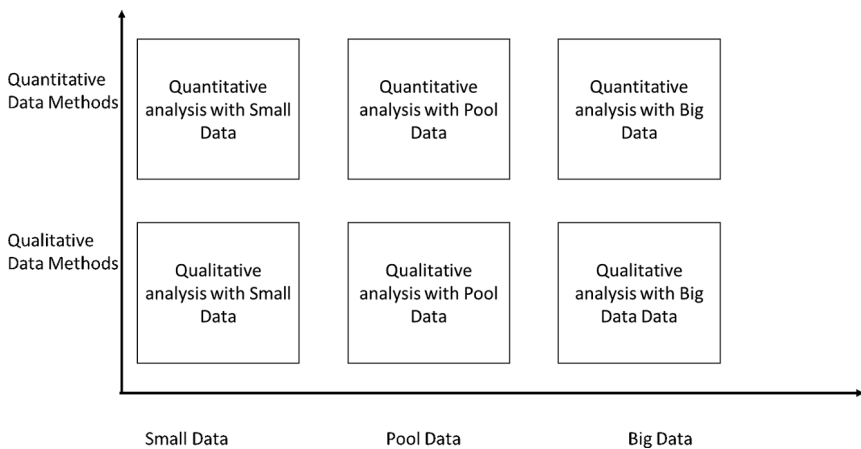 Quantitative
Data Methods
Quantitative
analysis with Small
Data
Quantitative
analysis with Pool
Data
Quantitative
analysis with Big
Data
Qualitative
Data Methods
Qualitative
analysis with Small
Data
Qualitative
analysis with Pool
Data
Qualitative
analysis with Big
Data Data
Small Data
Pool Data
Big Data